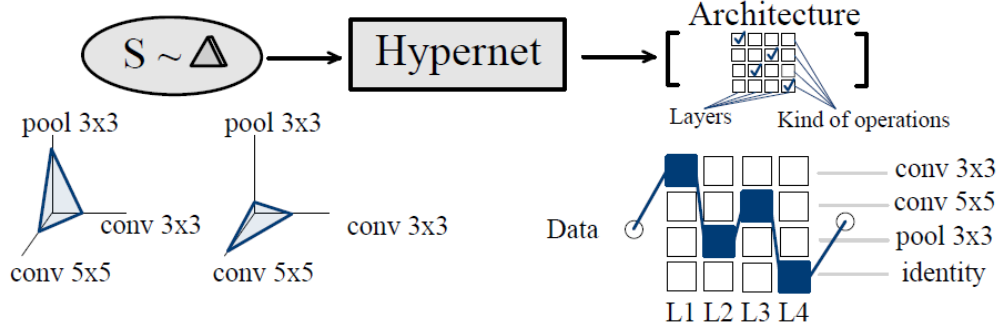 Architecture
S ~ Δ
Hypernet
[ ]
Layers
Kind of operations
pool 3x3
pool 3x3
conv 3x3
conv 3x3
conv 5x5
conv 5x5
Data
conv 3x3
conv 5x5
pool 3x3
identity
L1 L2 L3 L4